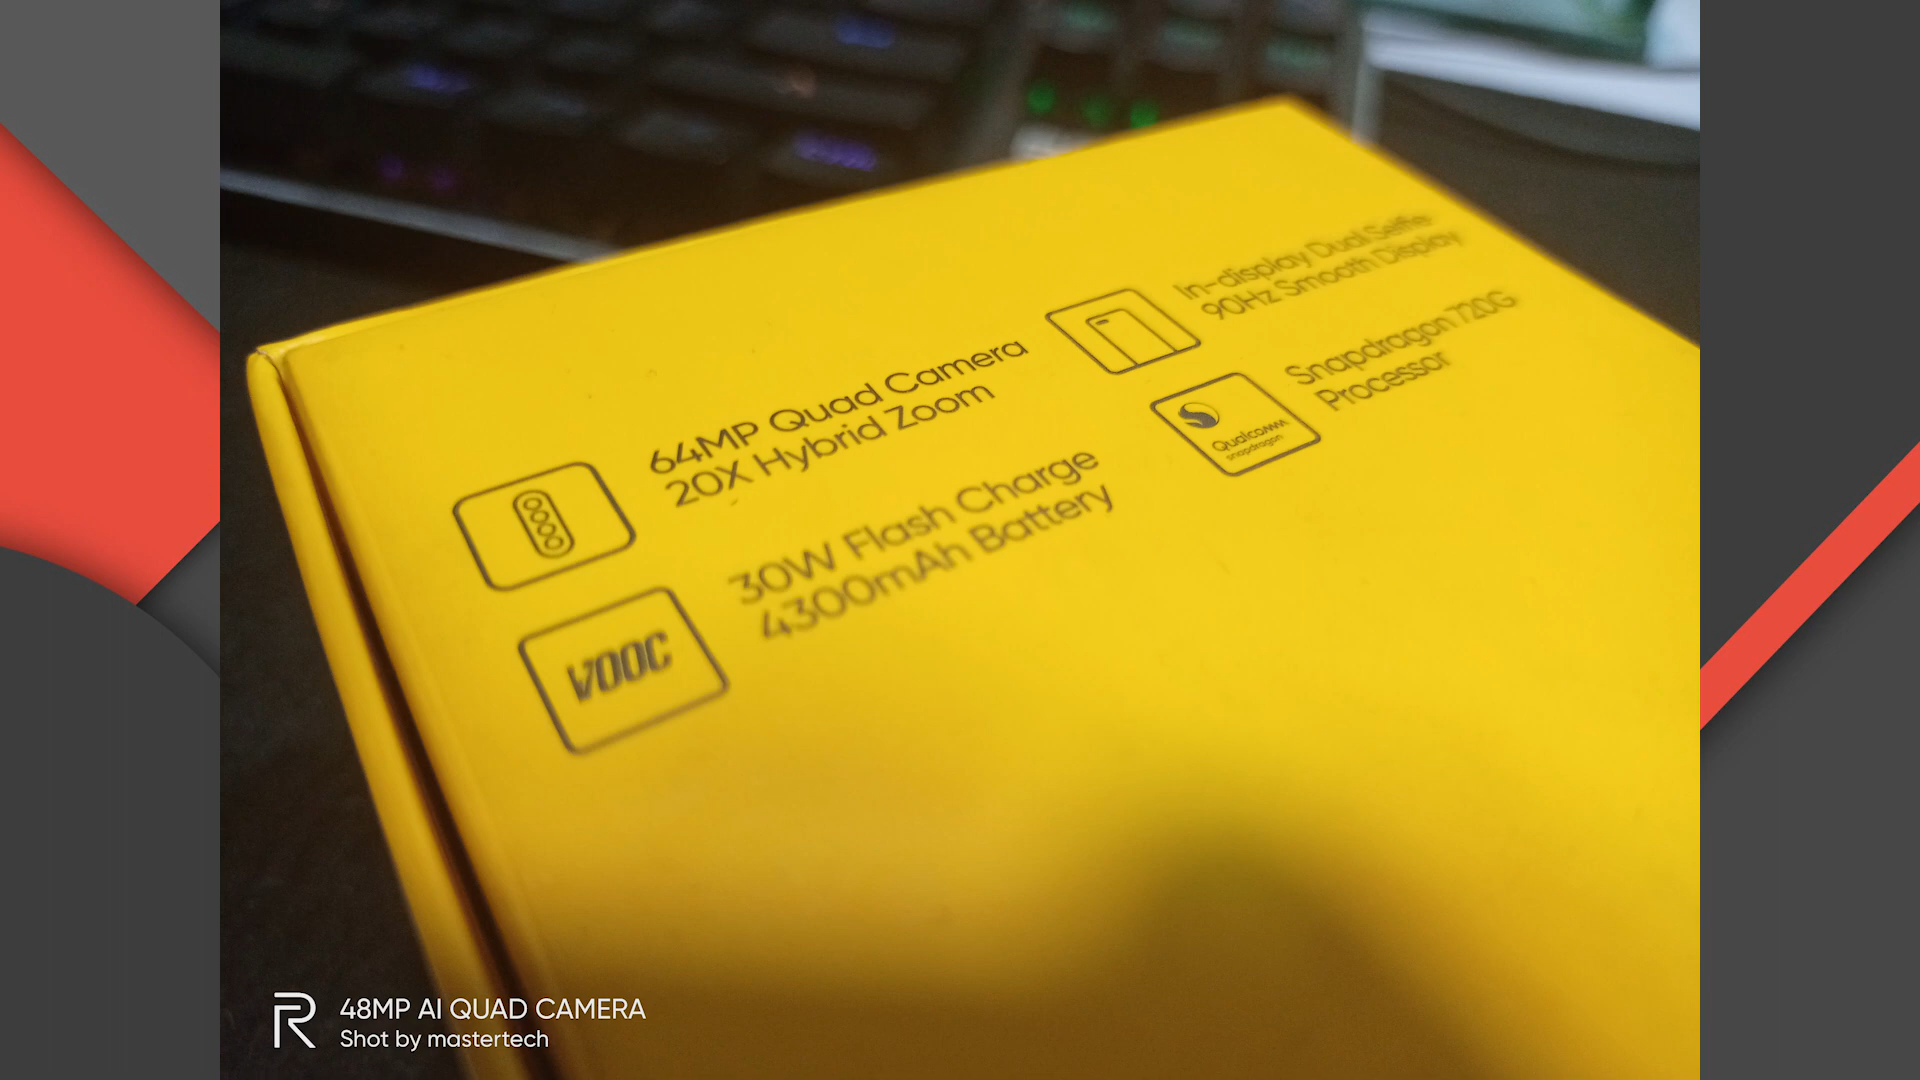 64MP Quad Camera
20X Hybrid Zoom
In-display Dual Selfie
90Hz Smooth Display
VOOC
30W Flash Charge
4300mAh Battery
Qualcomm
snapdragon
Snapdragon 720G
Processor
R
48MP AI QUAD CAMERA
Shot by mastertech